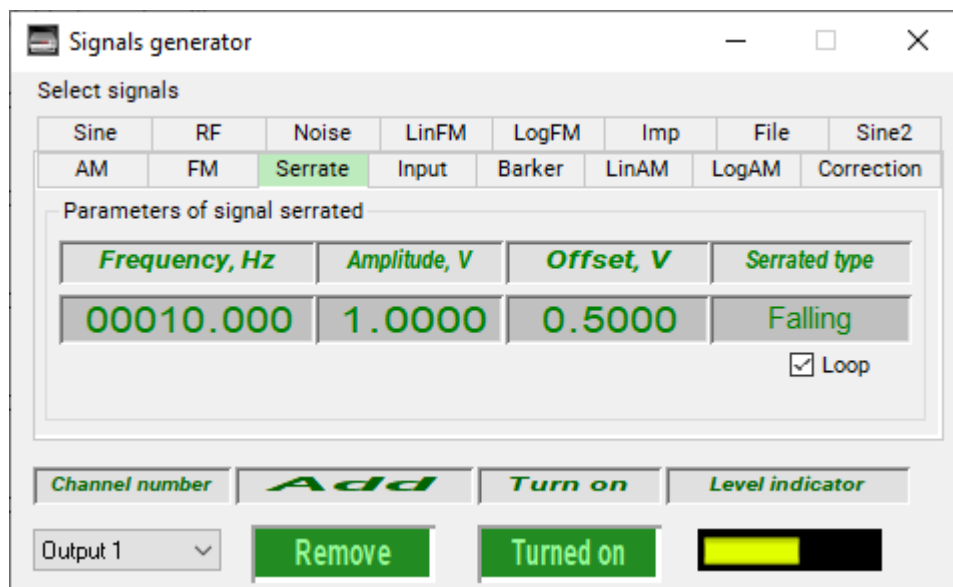 Signals generator
Select signals
Sine RF Noise LinFM LogFM Imp File Sine2
AM FM Serrate Input Barker LinAM LogAM Correction
Parameters of signal serrated
Frequency, Hz Amplitude, V Offset, V Serrated type
00010.000 1.0000 0.5000 Falling
Loop
Channel number Add Turn on Level indicator
Output 1 Remove Turned on